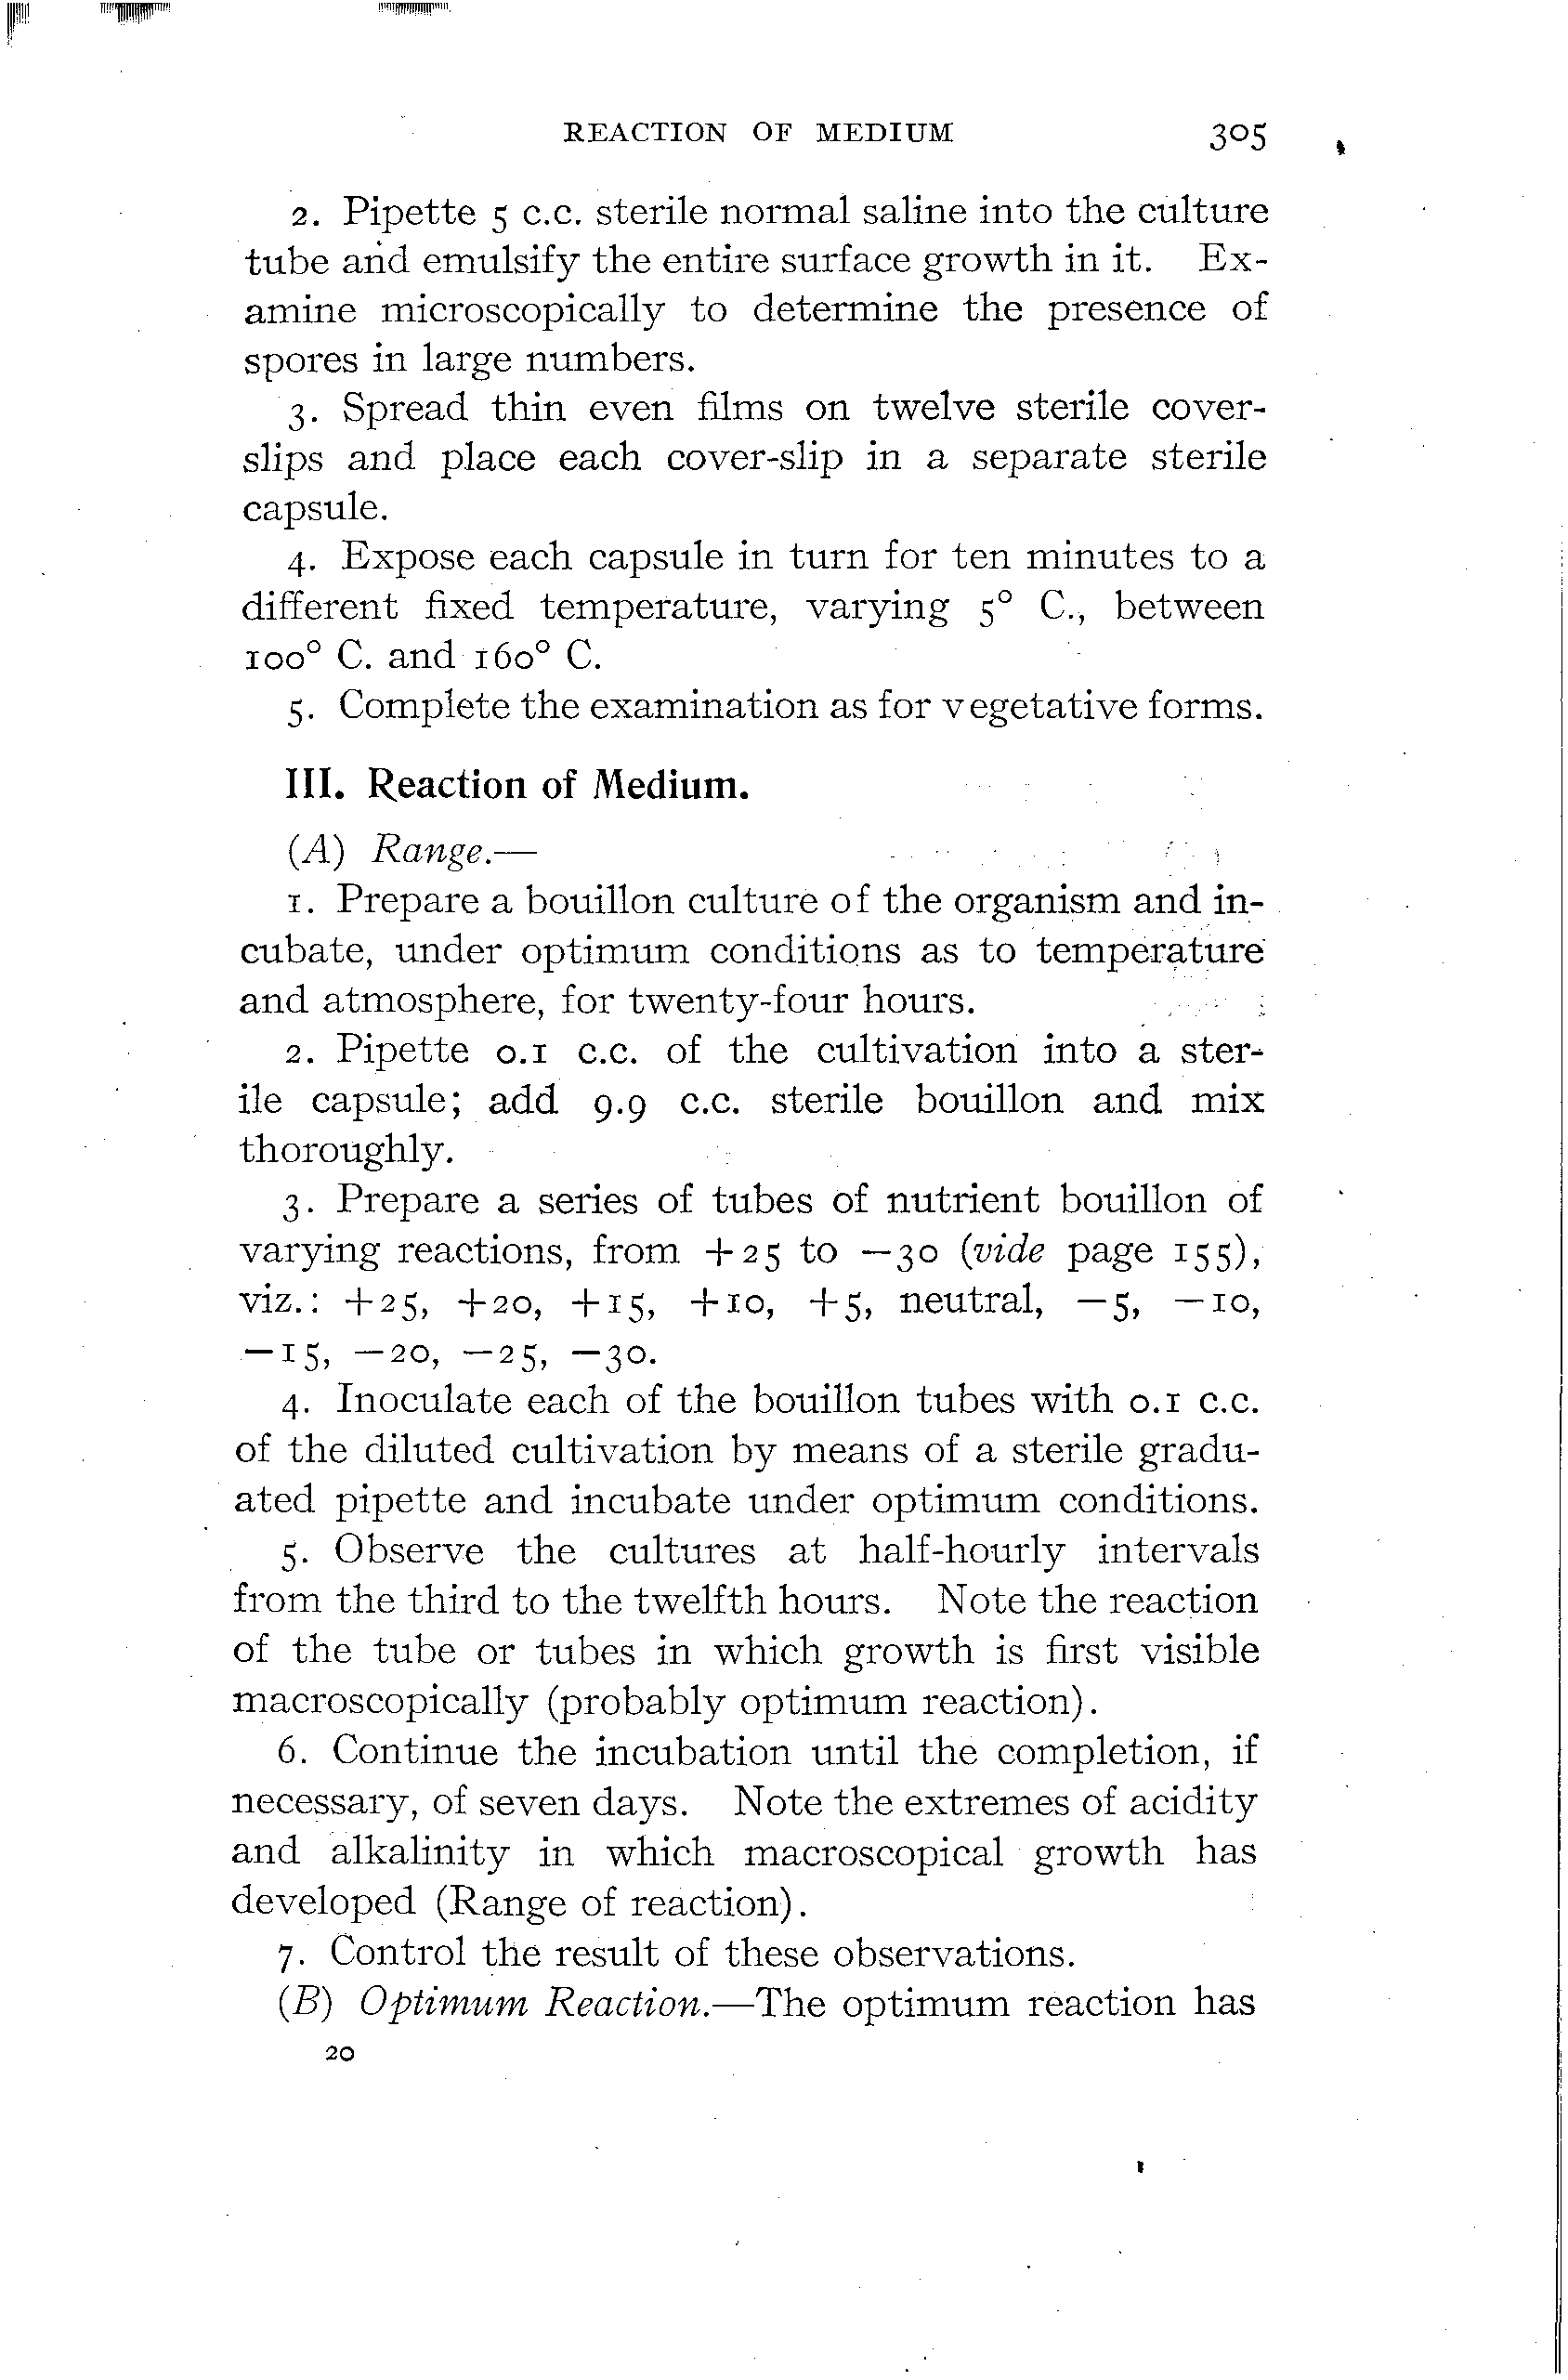 REACTION OF MEDIUM 305
2. Pipette 5 c.c. sterile normal saline into the culture
tube and emulsify the entire surface growth in it. Ex-
amine microscopically to determine the presence of
spores in large numbers.
3. Spread thin even films on twelve sterile cover-
slips and place each cover-slip in a separate sterile
capsule.
4. Expose each capsule in turn for ten minutes to a
different fixed temperature, varying 5° C., between
100° C. and 160° C.
5. Complete the examination as for vegetative forms.
III. Reaction of Medium.
(A) Range.—
1. Prepare a bouillon culture of the organism and in-
cubate, under optimum conditions as to temperature
and atmosphere, for twenty-four hours.
2. Pipette 0.1 c.c. of the cultivation into a ster-
ile capsule; add 9.9 c.c. sterile bouillon and mix
thoroughly.
3. Prepare a series of tubes of nutrient bouillon of
varying reactions, from +25 to −30 (vide page 155),
viz.: +25, +20, +15, +10, +5, neutral, −5, −10,
−15, −20, −25, −30.
4. Inoculate each of the bouillon tubes with 0.1 c.c.
of the diluted cultivation by means of a sterile gradu-
ated pipette and incubate under optimum conditions.
5. Observe the cultures at half-hourly intervals
from the third to the twelfth hours. Note the reaction
of the tube or tubes in which growth is first visible
macroscopically (probably optimum reaction).
6. Continue the incubation until the completion, if
necessary, of seven days. Note the extremes of acidity
and alkalinity in which macroscopical growth has
developed (Range of reaction).
7. Control the result of these observations.
(B) Optimum Reaction.—The optimum reaction has
20